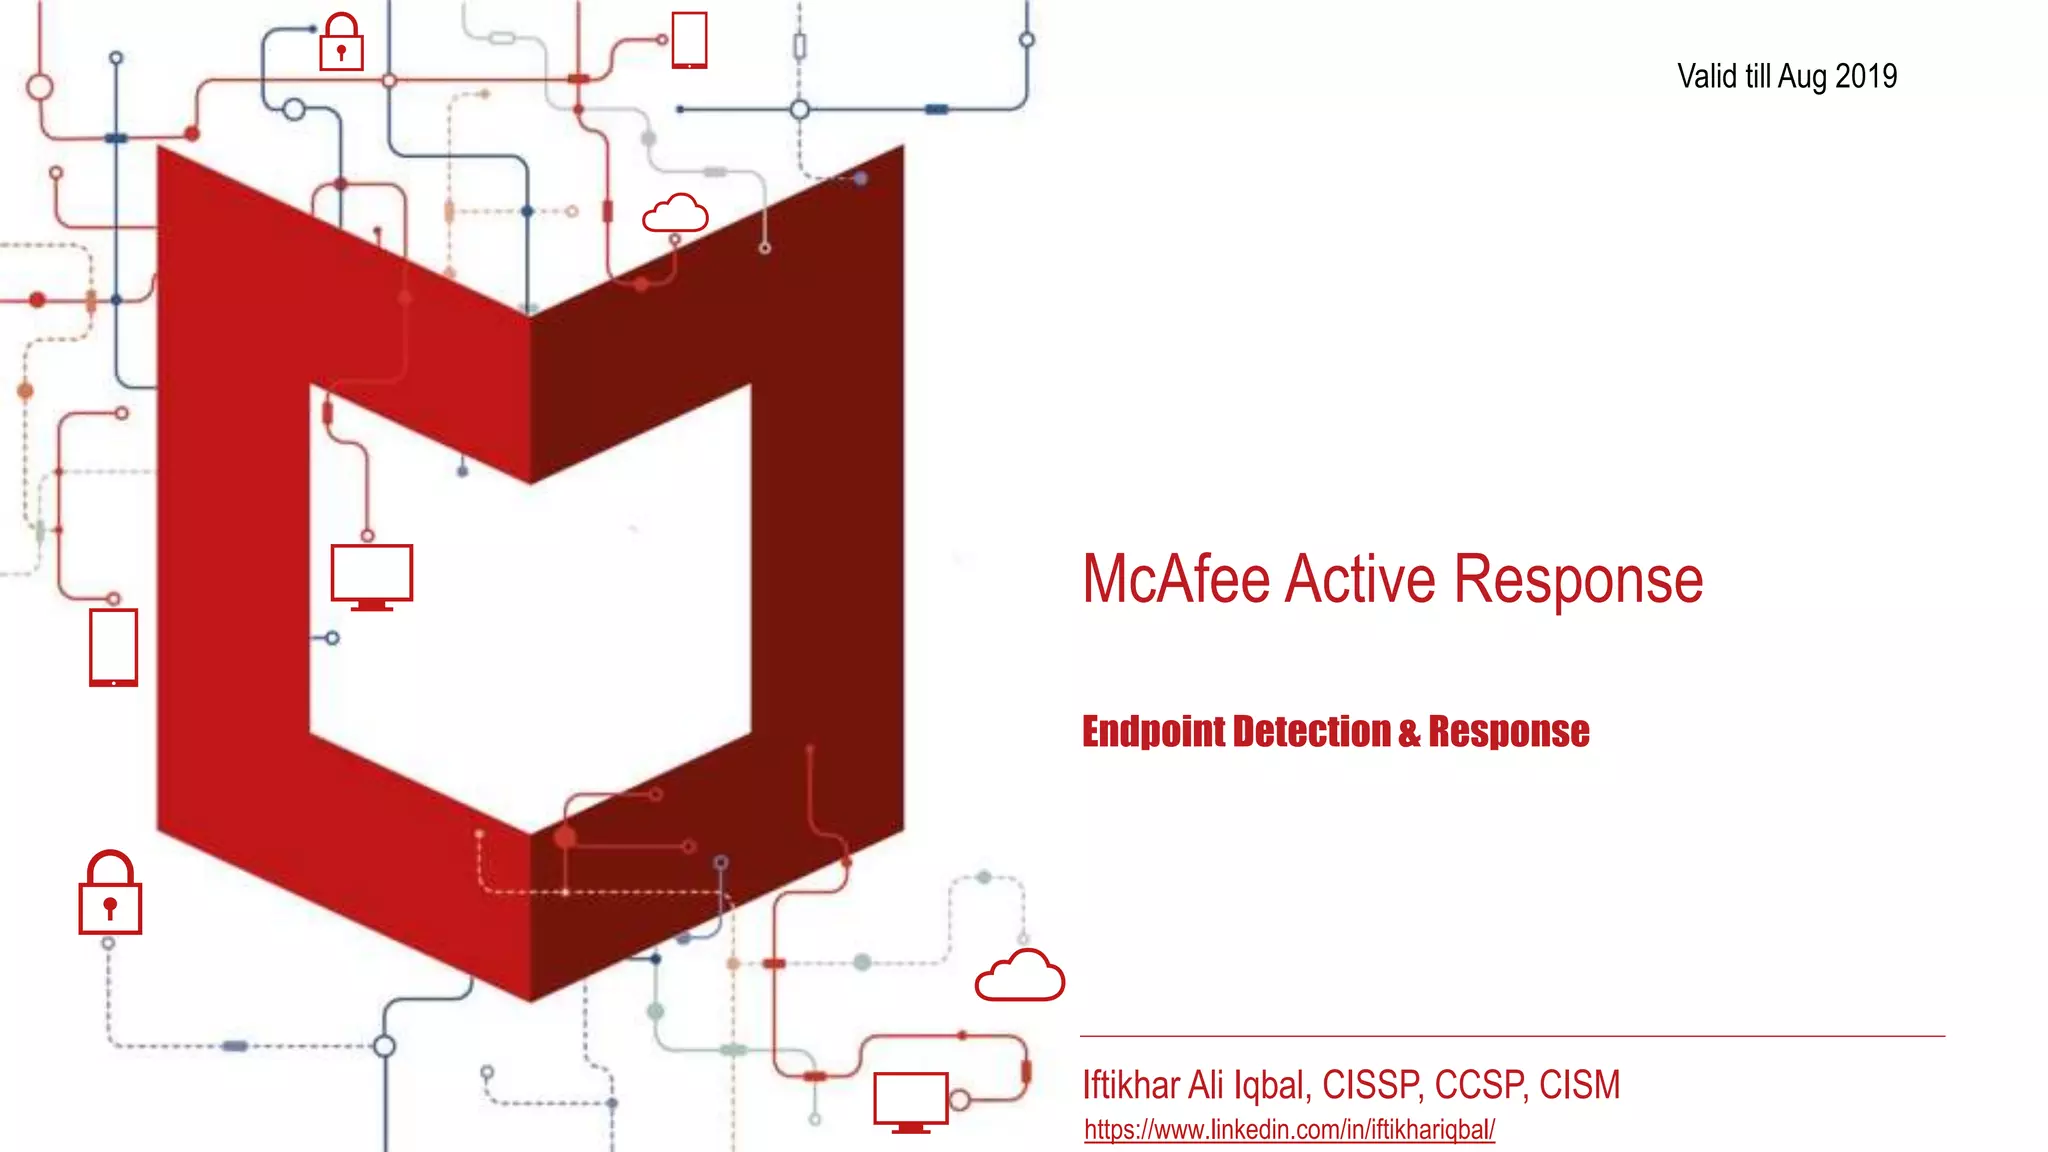 Valid till Aug 2019
McAfee Active Response
Endpoint Detection & Response
Iftikhar Ali Iqbal, CISSP, CCSP, CISM
https://www.linkedin.com/in/iftikhariqbal/